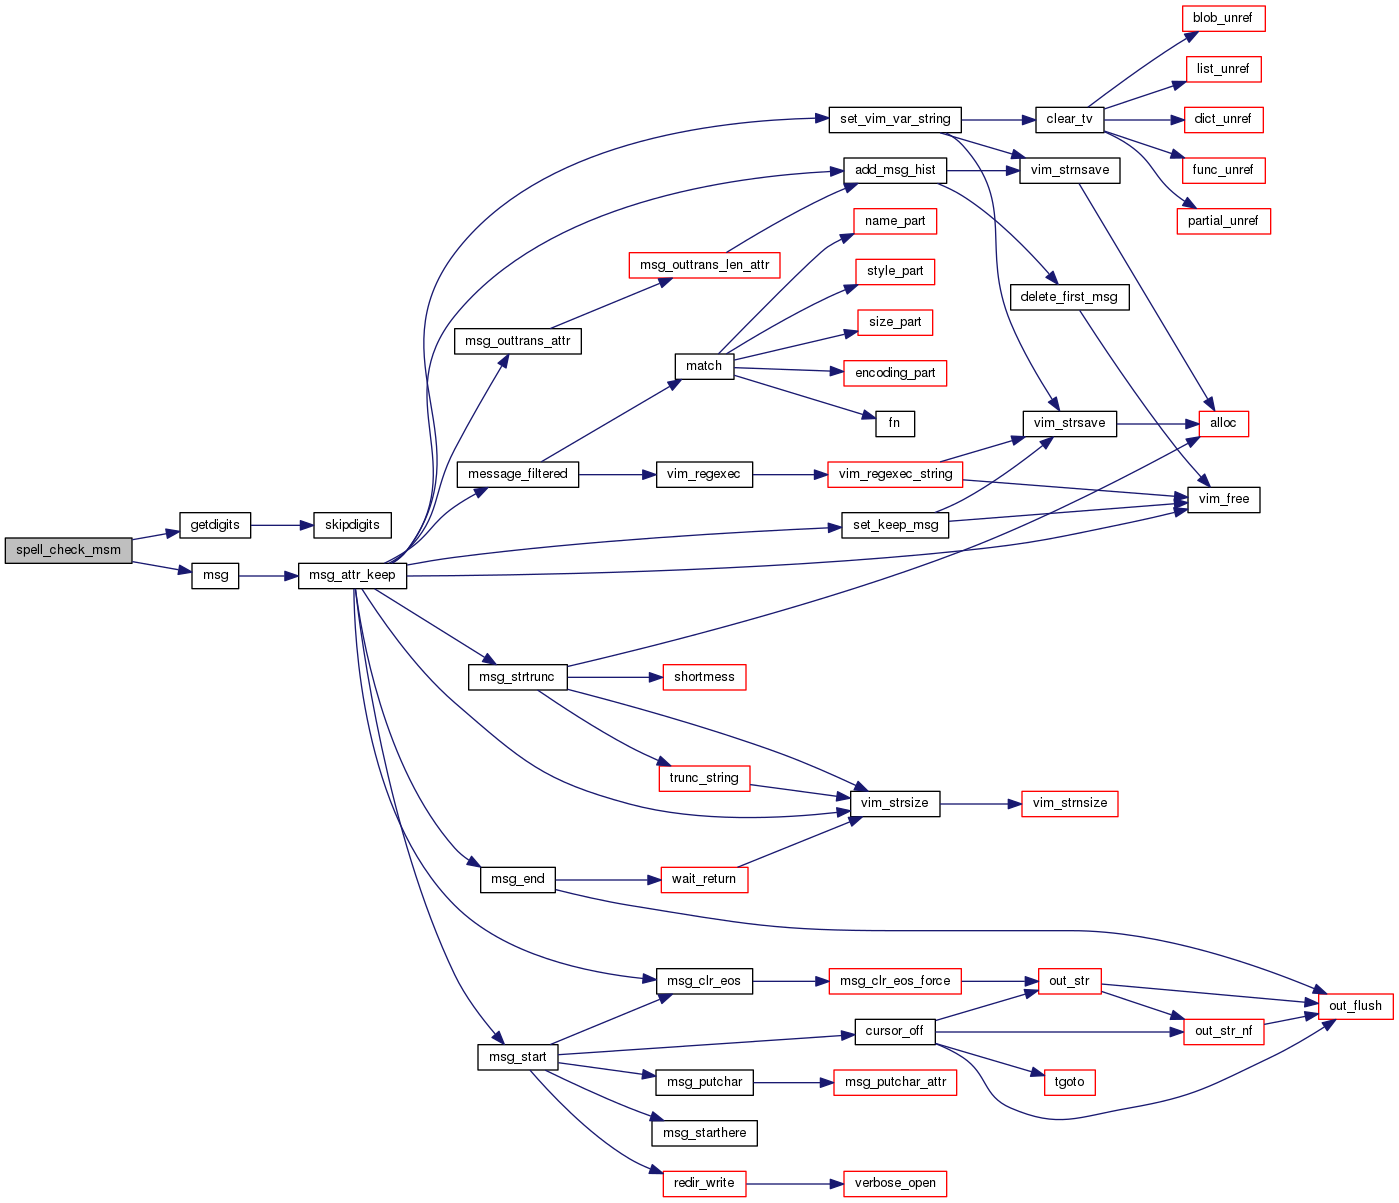 blob_unref
list_unref
set_vim_var_string
clear_tv
dict_unref
add_msg_hist
vim_strnsave
func_unref
name_part
partial_unref
msg_outtrans_len_attr
style_part
delete_first_msg
size_part
msg_outtrans_attr
match
encoding_part
fn
vim_strsave
alloc
message_filtered
vim_regexec
vim_regexec_string
vim_free
getdigits
skipdigits
set_keep_msg
spell_check_msm
msg
msg_attr_keep
msg_strtrunc
shortmess
trunc_string
vim_strsize
vim_strnsize
msg_end
wait_return
msg_clr_eos
msg_clr_eos_force
out_str
out_flush
cursor_off
out_str_nf
msg_start
msg_putchar
msg_putchar_attr
tgoto
msg_starthere
redir_write
verbose_open